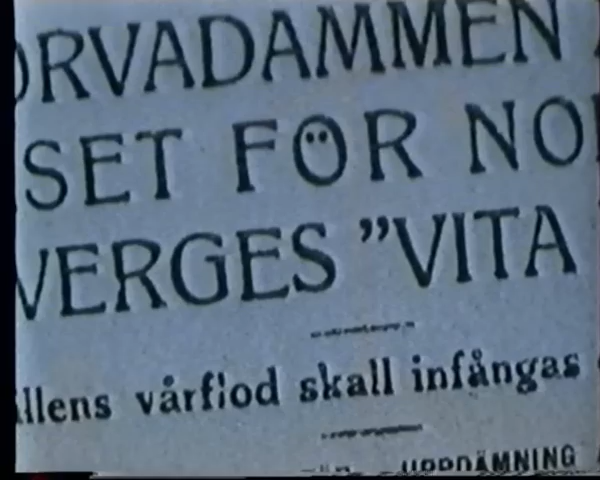 ORVADAMMEN
SET FÖR NO
VERGES "VITA
llens vårflod skall infångas
UPPDÄMNING